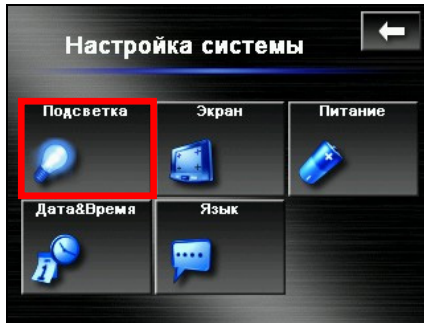 Настройка системы
Подсветка Экран Питание
Дата&Время Язык